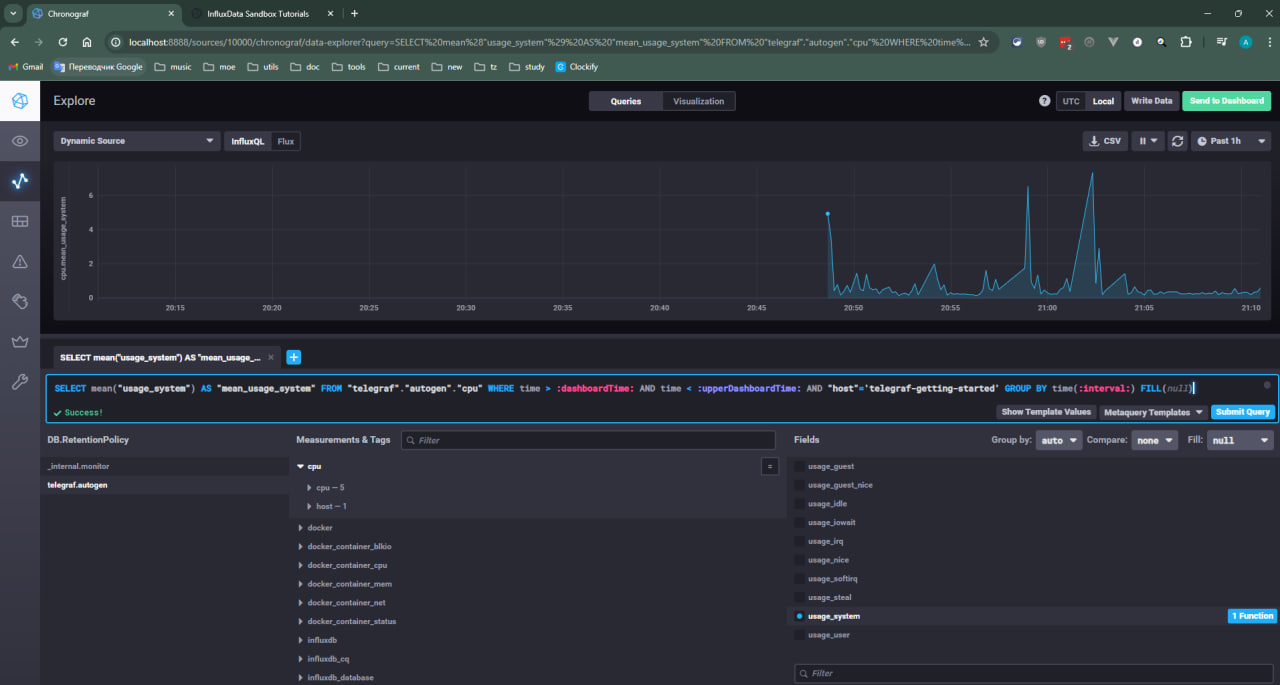 Chronograf
InfluxData Sandbox Tutorials
localhost:8888/sources/10000/chronograf/data-explorer?query=SELECT%20mean%28"usage_system"%29%20AS%20"mean_usage_system"%20FROM%20"telegraf"."autogen"."cpu"%20WHERE%20time%...
Gmail Переводчик Google music moe utils doc tools current new tz study Clockify
Explore
Queries Visualization
UTC Local Write Data Send to Dashboard
Dynamic Source InfluxQL Flux
CSV Past 1h
cpu.mean_usage_system
6
4
2
0
20:15 20:20 20:25 20:30 20:35 20:40 20:45 20:50 20:55 21:00 21:05 21:10
SELECT mean("usage_system") AS "mean_usage_...
SELECT mean("usage_system") AS "mean_usage_system" FROM "telegraf"."autogen"."cpu" WHERE time > :dashboardTime: AND time < :upperDashboardTime: AND "host"='telegraf-getting-started' GROUP BY time(:interval:) FILL(null)
Success!
Show Template Values Metaquery Templates Submit Query
DB.RetentionPolicy
_internal.monitor
telegraf.autogen
Measurements & Tags Filter
cpu =
cpu — 5
host — 1
docker
docker_container_blkio
docker_container_cpu
docker_container_mem
docker_container_net
docker_container_status
influxdb
influxdb_cq
influxdb_database
Fields Group by: auto Compare: none Fill: null
usage_guest
usage_guest_nice
usage_idle
usage_iowait
usage_irq
usage_nice
usage_softirq
usage_steal
usage_system 1 Function
usage_user
Filter